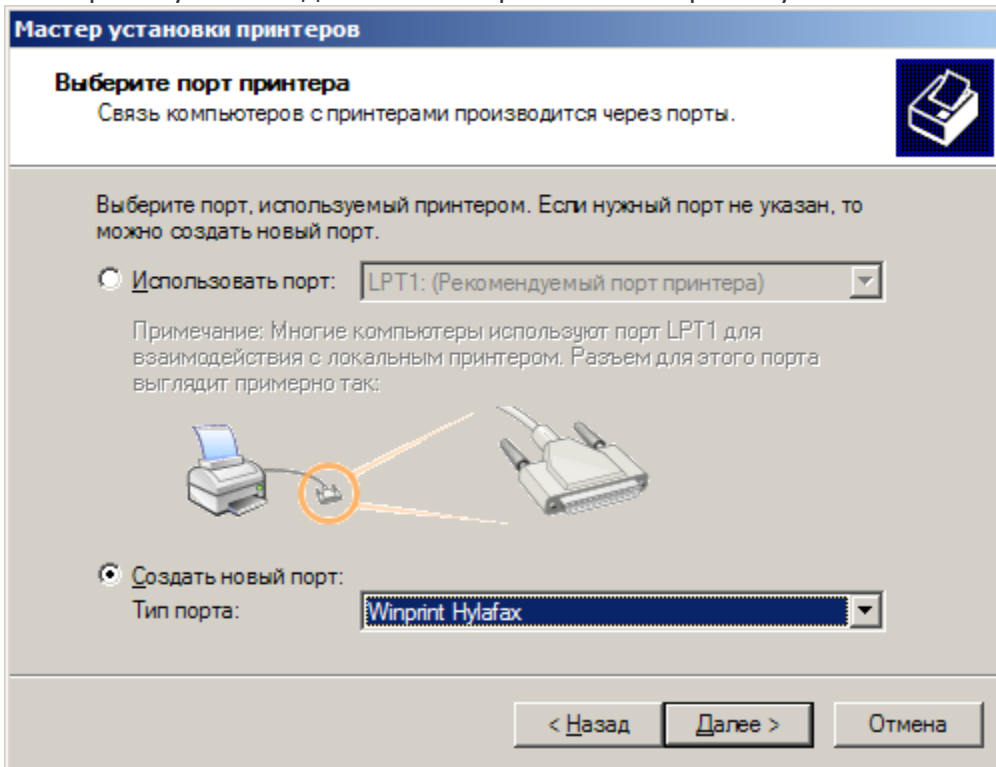 Мастер установки принтеров
Выберите порт принтера
Связь компьютеров с принтерами производится через порты.
Выберите порт, используемый принтером. Если нужный порт не указан, то
можно создать новый порт.
Использовать порт: LPT1: (Рекомендуемый порт принтера)
Примечание: Многие компьютеры используют порт LPT1 для
взаимодействия с локальным принтером. Разъем для этого порта
выглядит примерно так:
Создать новый порт:
Тип порта: Winprint Hylafax
< Назад Далее > Отмена